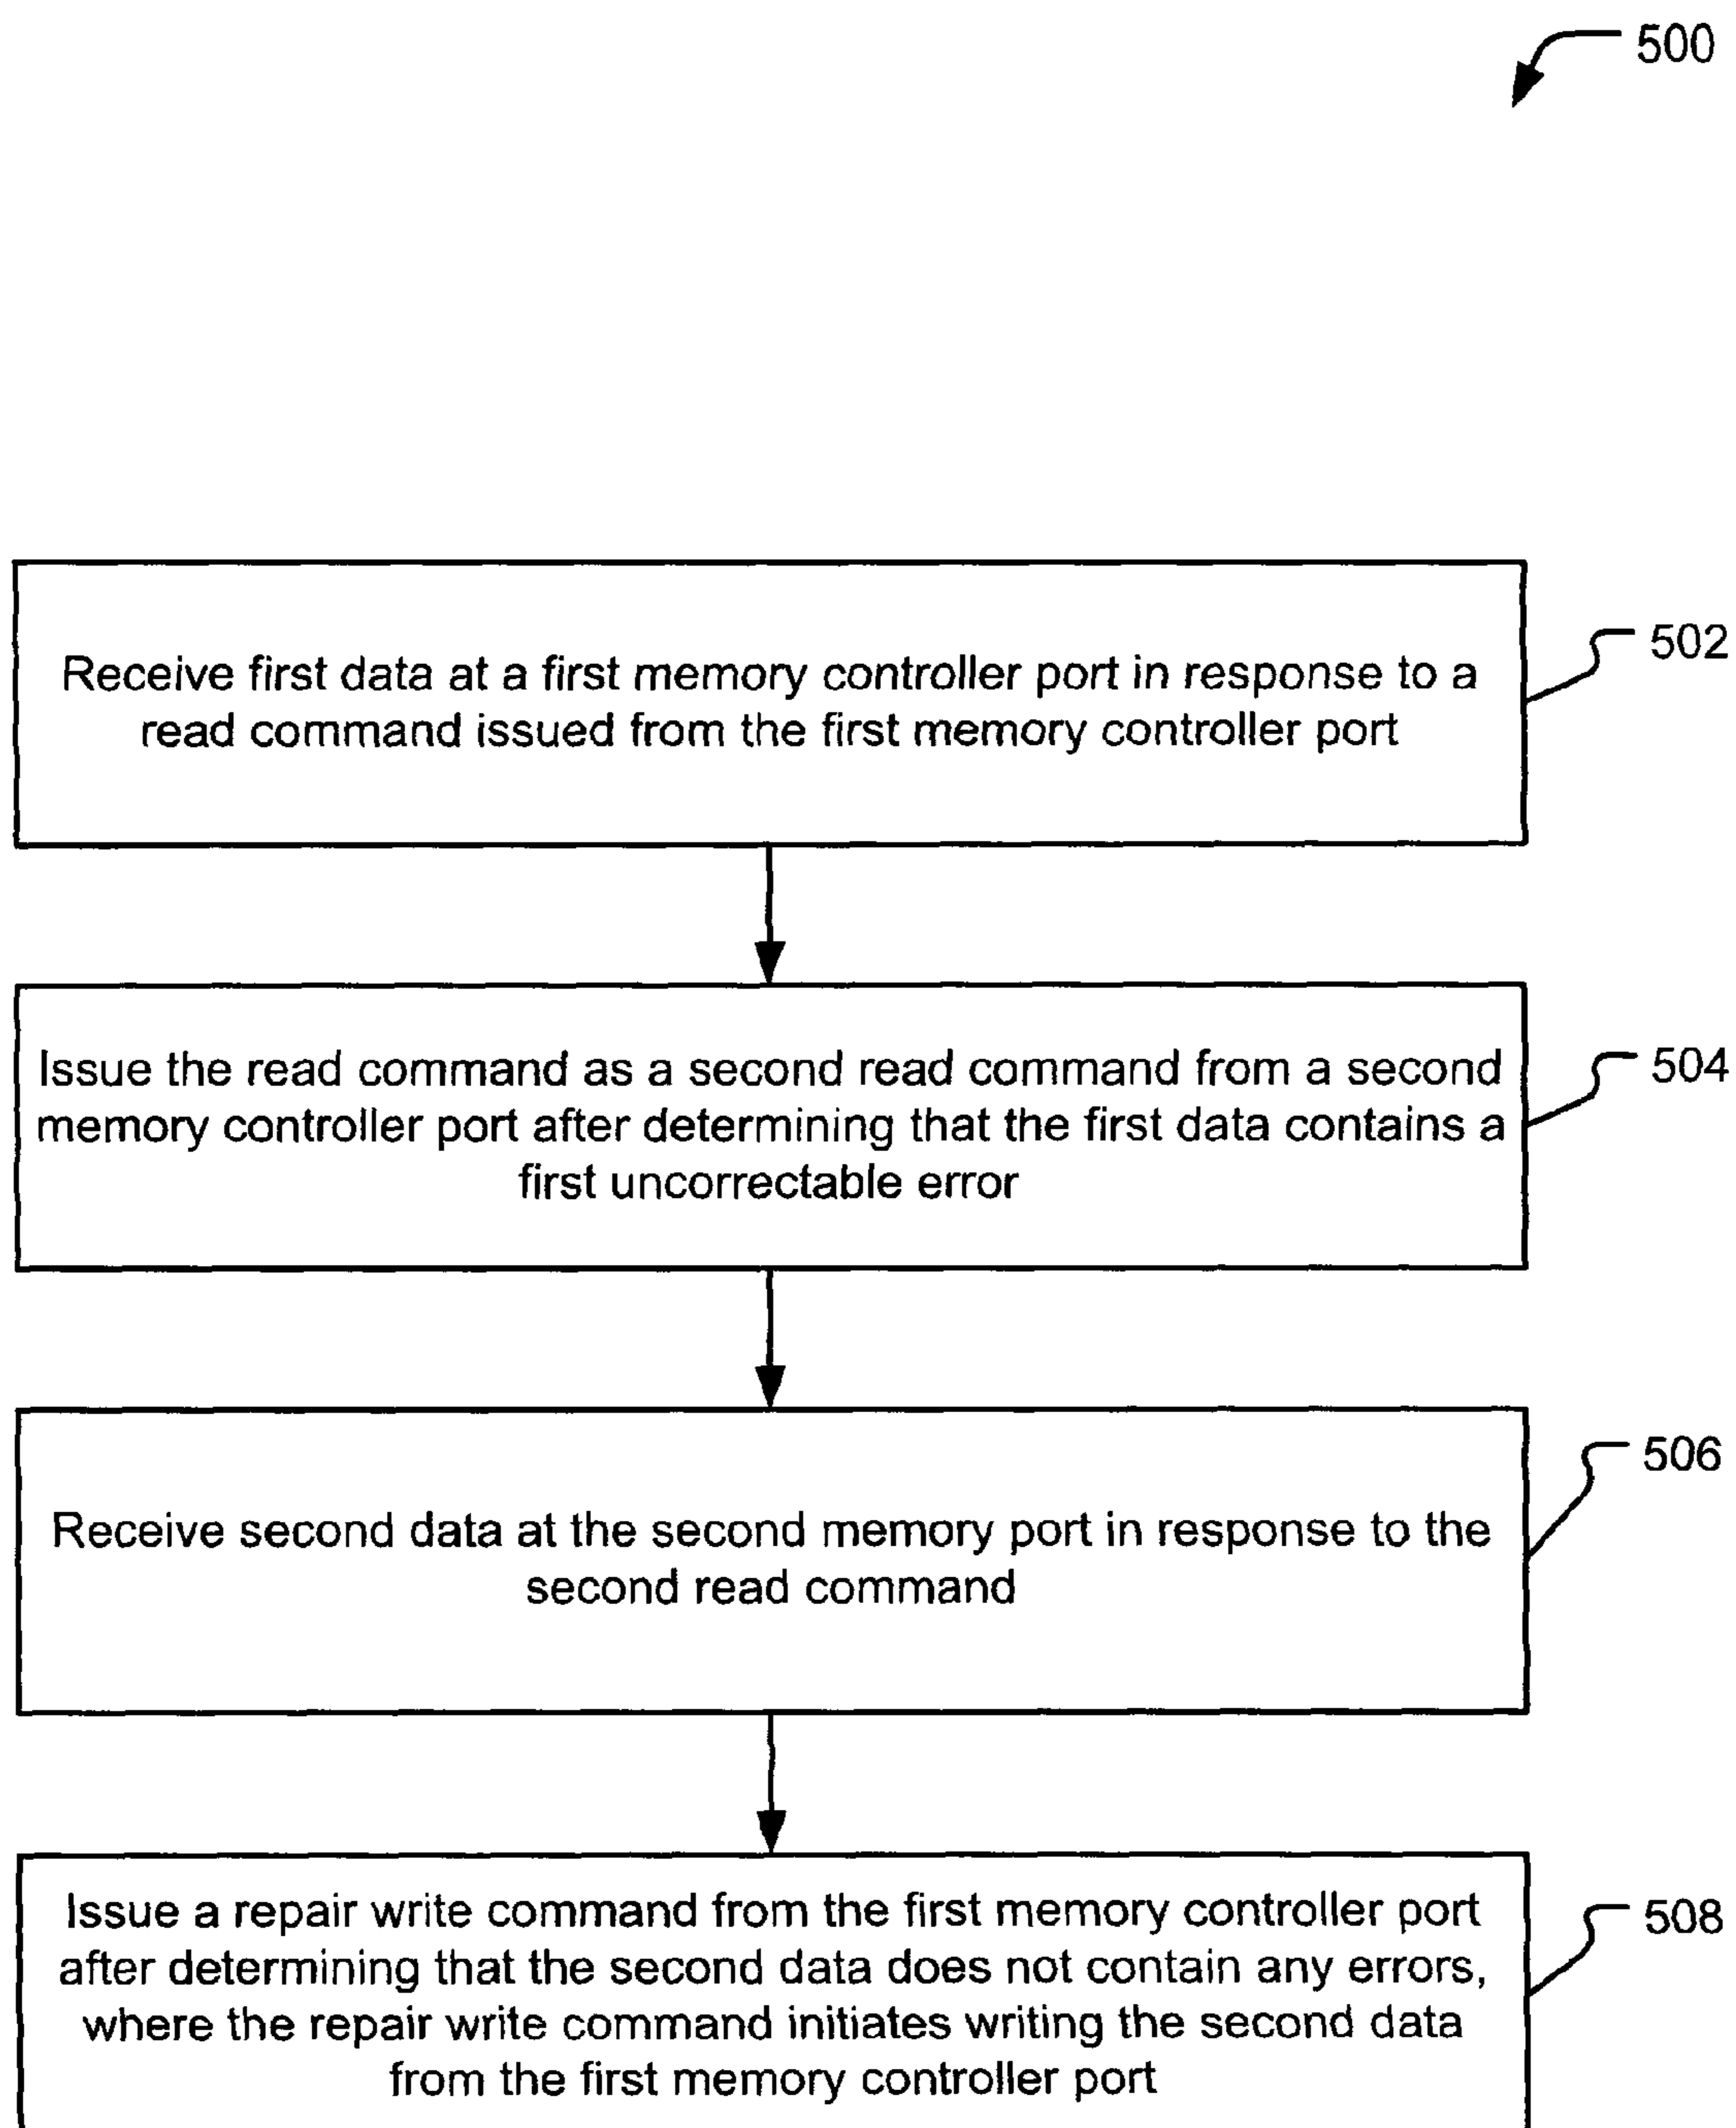 500
Receive first data at a first memory controller port in response to a
read command issued from the first memory controller port
502
Issue the read command as a second read command from a second
memory controller port after determining that the first data contains a
first uncorrectable error
504
Receive second data at the second memory port in response to the
second read command
506
Issue a repair write command from the first memory controller port
after determining that the second data does not contain any errors,
where the repair write command initiates writing the second data
from the first memory controller port
508